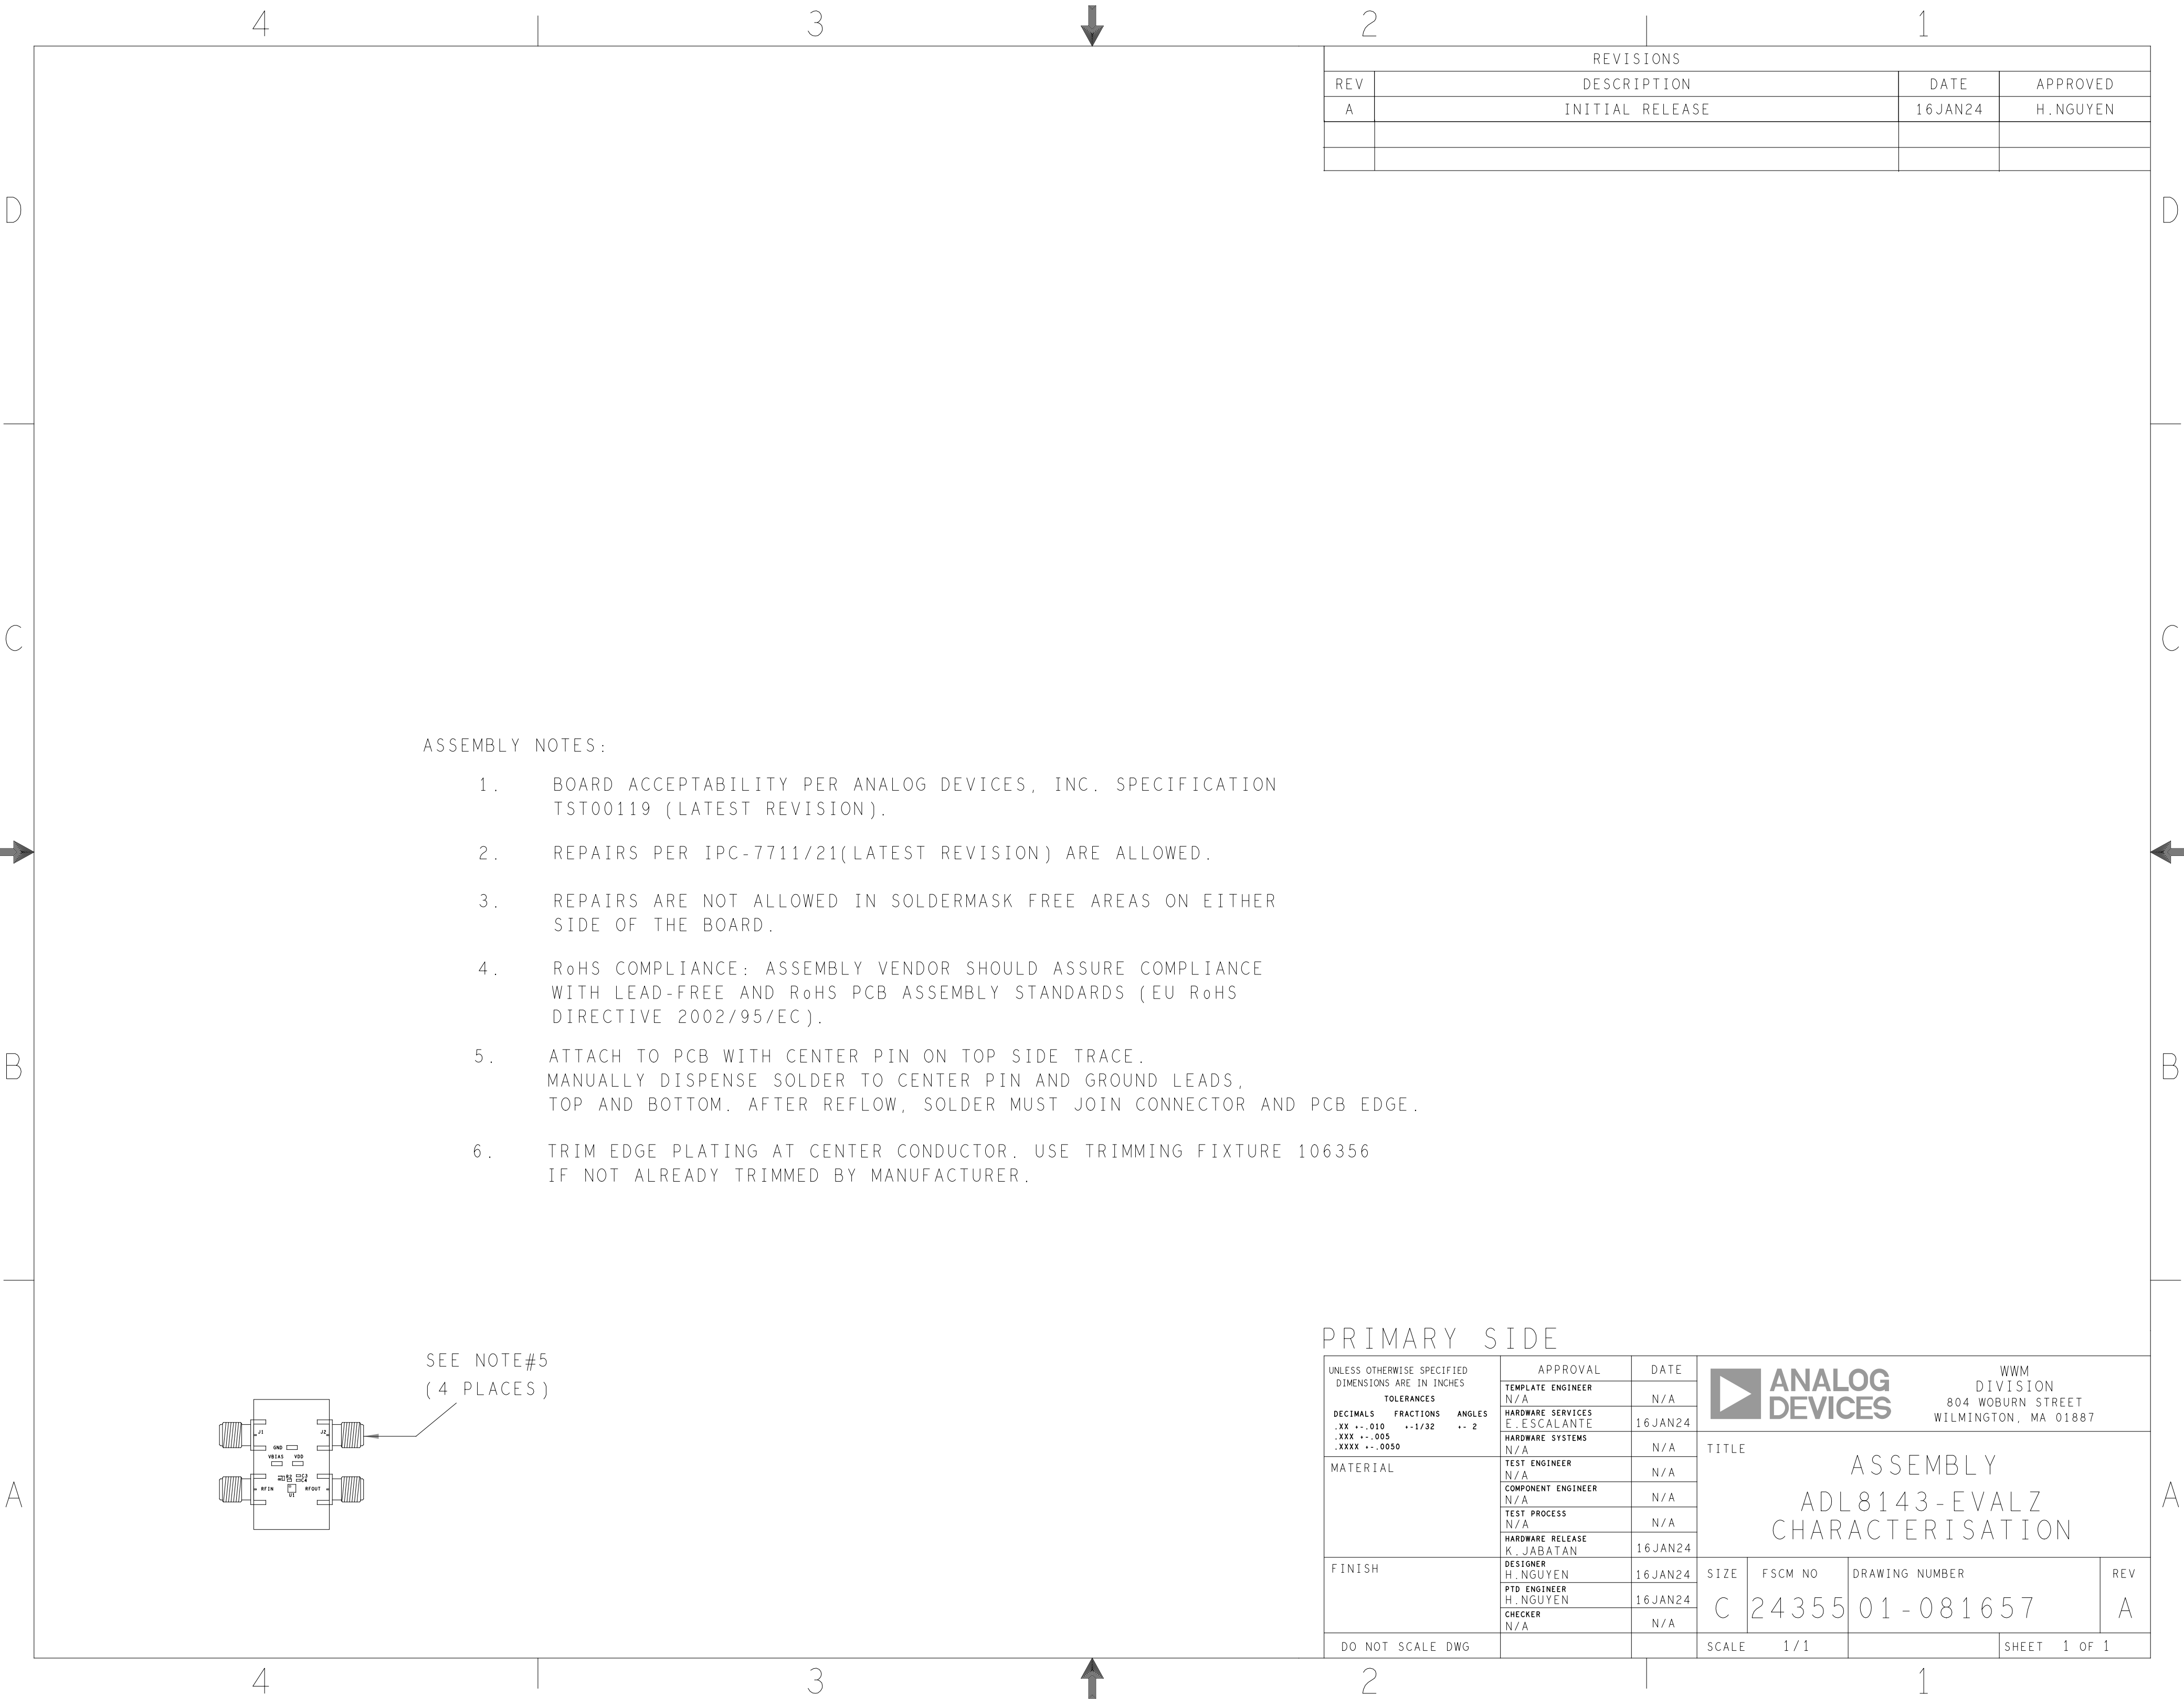 4 3 2 1
REVISIONS
REV DESCRIPTION DATE APPROVED
A INITIAL RELEASE 16JAN24 H.NGUYEN
D D
C C
ASSEMBLY NOTES:
1. BOARD ACCEPTABILITY PER ANALOG DEVICES, INC. SPECIFICATION
TST00119 (LATEST REVISION).
2. REPAIRS PER IPC-7711/21(LATEST REVISION) ARE ALLOWED.
3. REPAIRS ARE NOT ALLOWED IN SOLDERMASK FREE AREAS ON EITHER
SIDE OF THE BOARD.
4. RoHS COMPLIANCE: ASSEMBLY VENDOR SHOULD ASSURE COMPLIANCE
WITH LEAD-FREE AND RoHS PCB ASSEMBLY STANDARDS (EU RoHS
DIRECTIVE 2002/95/EC).
B B
5. ATTACH TO PCB WITH CENTER PIN ON TOP SIDE TRACE.
MANUALLY DISPENSE SOLDER TO CENTER PIN AND GROUND LEADS,
TOP AND BOTTOM. AFTER REFLOW, SOLDER MUST JOIN CONNECTOR AND PCB EDGE.
6. TRIM EDGE PLATING AT CENTER CONDUCTOR. USE TRIMMING FIXTURE 106356
IF NOT ALREADY TRIMMED BY MANUFACTURER.
SEE NOTE#5
(4 PLACES)
J1 J2
GND
VBIAS VDD
R2 C3
C4
RFIN RFOUT
U1
A A
PRIMARY SIDE
UNLESS OTHERWISE SPECIFIED
DIMENSIONS ARE IN INCHES
TOLERANCES
DECIMALS FRACTIONS ANGLES
.XX +-.010 +-1/32 +- 2
.XXX +-.005
.XXXX +-.0050
MATERIAL
FINISH
DO NOT SCALE DWG
APPROVAL DATE
TEMPLATE ENGINEER
N/A N/A
HARDWARE SERVICES
E.ESCALANTE 16JAN24
HARDWARE SYSTEMS
N/A N/A
TEST ENGINEER
N/A N/A
COMPONENT ENGINEER
N/A N/A
TEST PROCESS
N/A N/A
HARDWARE RELEASE
K.JABATAN 16JAN24
DESIGNER
H.NGUYEN 16JAN24
PTD ENGINEER
H.NGUYEN 16JAN24
CHECKER
N/A N/A
ANALOG
DEVICES
WWM
DIVISION
804 WOBURN STREET
WILMINGTON, MA 01887
TITLE
ASSEMBLY
ADL8143-EVALZ
CHARACTERISATION
SIZE FSCM NO DRAWING NUMBER REV
C 24355 01-081657 A
SCALE 1/1 SHEET 1 OF 1
4 3 2 1